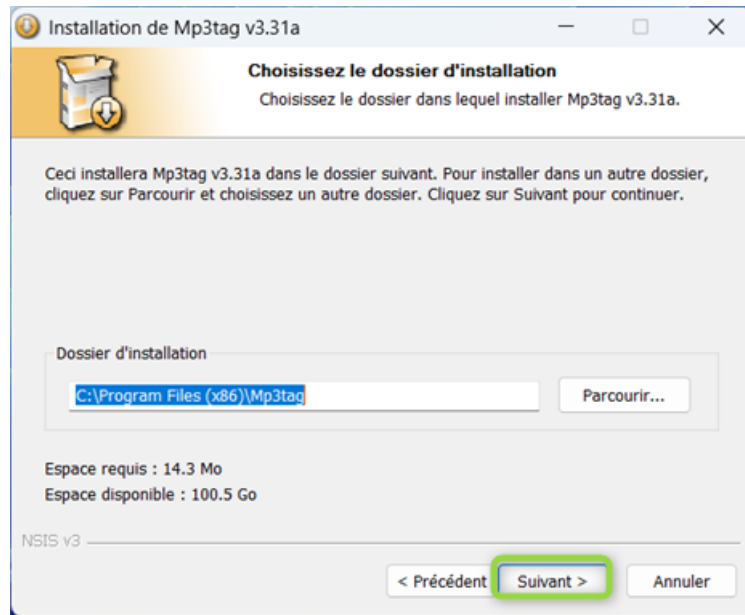 Installation de Mp3tag v3.31a
Choisissez le dossier d'installation
Choisissez le dossier dans lequel installer Mp3tag v3.31a.
Ceci installera Mp3tag v3.31a dans le dossier suivant. Pour installer dans un autre dossier,
cliquez sur Parcourir et choisissez un autre dossier. Cliquez sur Suivant pour continuer.
Dossier d'installation
C:\Program Files (x86)\Mp3tag
Parcourir...
Espace requis : 14.3 Mo
Espace disponible : 100.5 Go
NSIS v3
< Précédent
Suivant >
Annuler